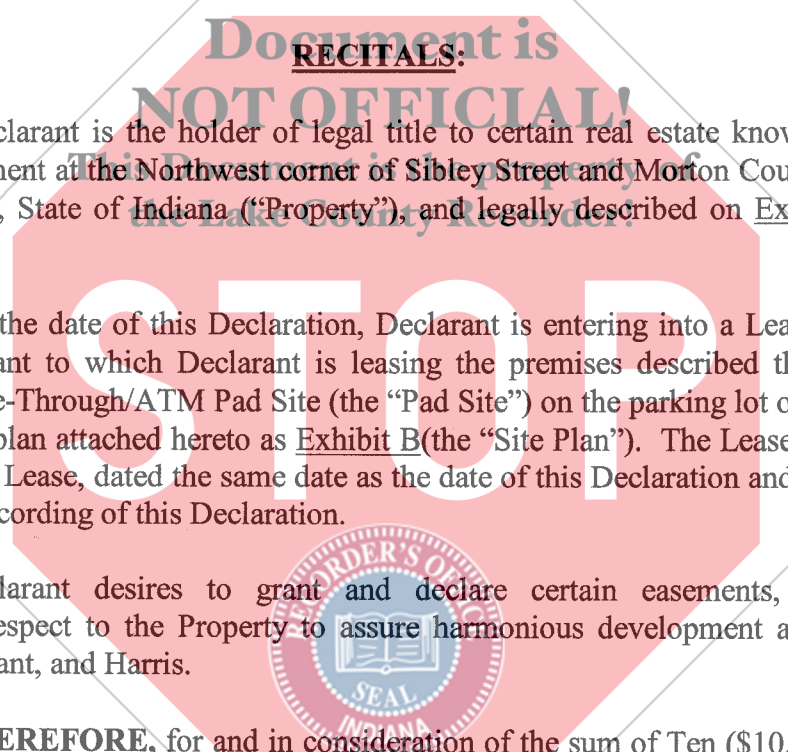 Document is
RECITALS:
NOT OFFICIAL!
clarant is the holder of legal title to certain real estate know
This Document is the property of
nent at the Northwest corner of Sibley Street and Morton Cou
the Lake County Recorder!
, State of Indiana (“Property”), and legally described on Ex
STOP
the date of this Declaration, Declarant is entering into a Lea
ant to which Declarant is leasing the premises described th
e-Through/ATM Pad Site (the “Pad Site”) on the parking lot o
plan attached hereto as Exhibit B(the “Site Plan”). The Lease
Lease, dated the same date as the date of this Declaration and
cording of this Declaration.
RECORDER'S OFFIC
larant desires to grant and declare certain easements,
espect to the Property to assure harmonious development a
ant, and Harris.
SEAL
INDIANA
EREFORE, for and in consideration of the sum of Ten ($10.